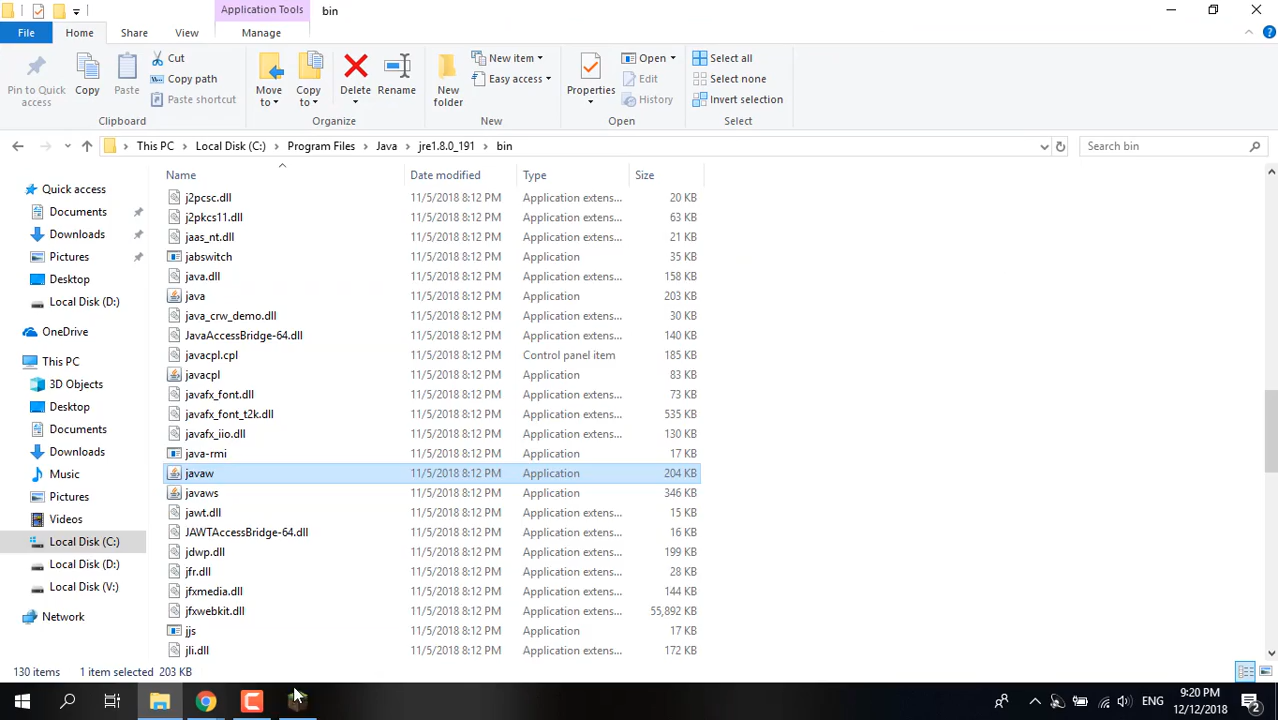 Application Tools bin
File Home Share View Manage
Pin to Quick access
Copy
Paste
Cut
Copy path
Paste shortcut
Clipboard
Move to
Copy to
Delete
Rename
Organize
New folder
New item
Easy access
New
Properties
Open
Edit
History
Open
Select all
Select none
Invert selection
Select
This PC Local Disk (C:) Program Files Java jre1.8.0_191 bin
Search bin
Quick access
Documents
Downloads
Pictures
Desktop
Local Disk (D:)
OneDrive
This PC
3D Objects
Desktop
Documents
Downloads
Music
Pictures
Videos
Local Disk (C:)
Local Disk (D:)
Local Disk (V:)
Network
Name Date modified Type Size
j2pcsc.dll 11/5/2018 8:12 PM Application extens... 20 KB
j2pkcs11.dll 11/5/2018 8:12 PM Application extens... 63 KB
jaas_nt.dll 11/5/2018 8:12 PM Application extens... 21 KB
jabswitch 11/5/2018 8:12 PM Application 35 KB
java.dll 11/5/2018 8:12 PM Application extens... 158 KB
java 11/5/2018 8:12 PM Application 203 KB
java_crw_demo.dll 11/5/2018 8:12 PM Application extens... 30 KB
JavaAccessBridge-64.dll 11/5/2018 8:12 PM Application extens... 140 KB
javacpl.cpl 11/5/2018 8:12 PM Control panel item 185 KB
javacpl 11/5/2018 8:12 PM Application 83 KB
javafx_font.dll 11/5/2018 8:12 PM Application extens... 73 KB
javafx_font_t2k.dll 11/5/2018 8:12 PM Application extens... 535 KB
javafx_iio.dll 11/5/2018 8:12 PM Application extens... 130 KB
java-rmi 11/5/2018 8:12 PM Application 17 KB
javaw 11/5/2018 8:12 PM Application 204 KB
javaws 11/5/2018 8:12 PM Application 346 KB
jawt.dll 11/5/2018 8:12 PM Application extens... 15 KB
JAWTAccessBridge-64.dll 11/5/2018 8:12 PM Application extens... 16 KB
jdwp.dll 11/5/2018 8:12 PM Application extens... 199 KB
jfr.dll 11/5/2018 8:12 PM Application extens... 28 KB
jfxmedia.dll 11/5/2018 8:12 PM Application extens... 144 KB
jfxwebkit.dll 11/5/2018 8:12 PM Application extens... 55,892 KB
jjs 11/5/2018 8:12 PM Application 17 KB
jli.dll 11/5/2018 8:12 PM Application extens... 172 KB
130 items 1 item selected 203 KB
ENG
9:20 PM
12/12/2018
2